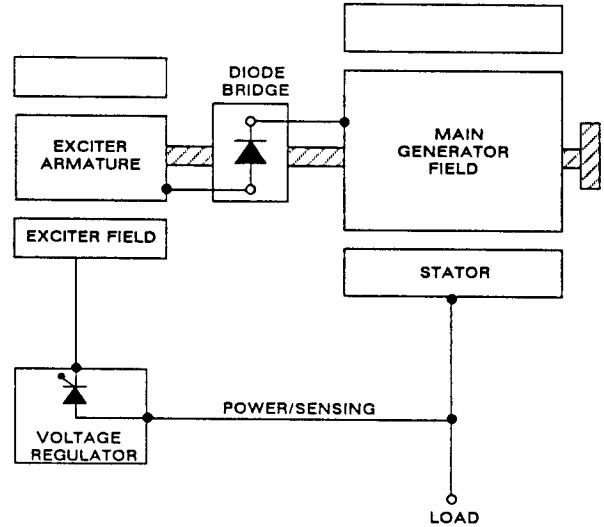 DIODE
BRIDGE
EXCITER
ARMATURE
MAIN
GENERATOR
FIELD
EXCITER FIELD
STATOR
POWER/SENSING
VOLTAGE
REGULATOR
LOAD